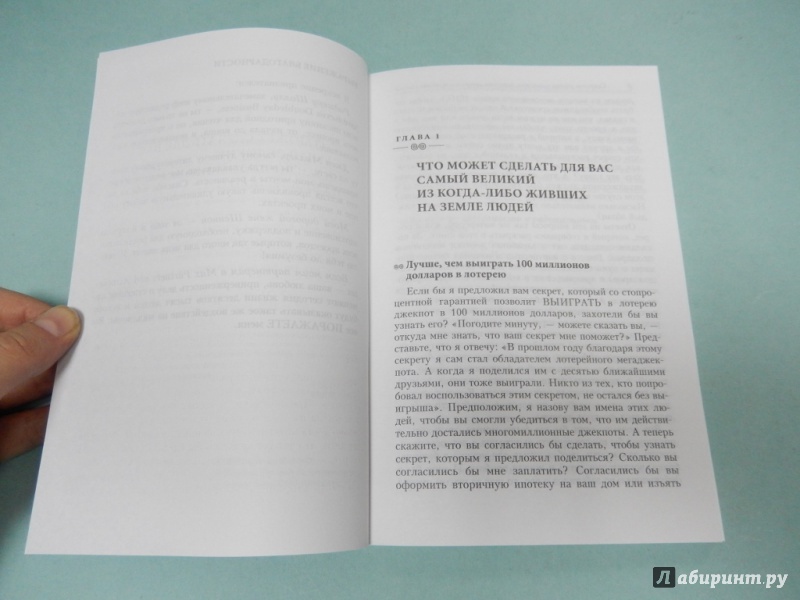 ГЛАВА 1
ЧТО МОЖЕТ СДЕЛАТЬ ДЛЯ ВАС
САМЫЙ ВЕЛИКИЙ
ИЗ КОГДА-ЛИБО ЖИВШИХ
НА ЗЕМЛЕ ЛЮДЕЙ
Лучше, чем выиграть 100 миллионов
долларов в лотерею
Если бы я предложил вам секрет, который со стопро-
центной гарантией позволит ВЫИГРАТЬ в лотерею
джекпот в 100 миллионов долларов, захотели бы вы
узнать его? «Погодите минуту, — можете сказать вы, —
откуда мне знать, что ваш секрет мне поможет?» Пред-
ставьте, что я отвечу: «В прошлом году благодаря этому
секрету я сам стал обладателем лотерейного мегаджек-
пота. А когда я поделился им с десятью ближайшими
друзьями, они тоже выиграли. Никто из тех, кто попро-
бовал воспользоваться этим секретом, не остался без вы-
игрыша». Предположим, я назову вам имена этих лю-
дей, чтобы вы смогли убедиться в том, что им действи-
тельно достались многомиллионные джекпоты. А теперь
скажите, что вы согласились бы сделать, чтобы узнать
секрет, которым я предложил поделиться? Сколько вы
согласились бы мне заплатить? Согласились бы вы
оформить вторичную ипотеку на ваш дом или изъять
Лабиринт.ру